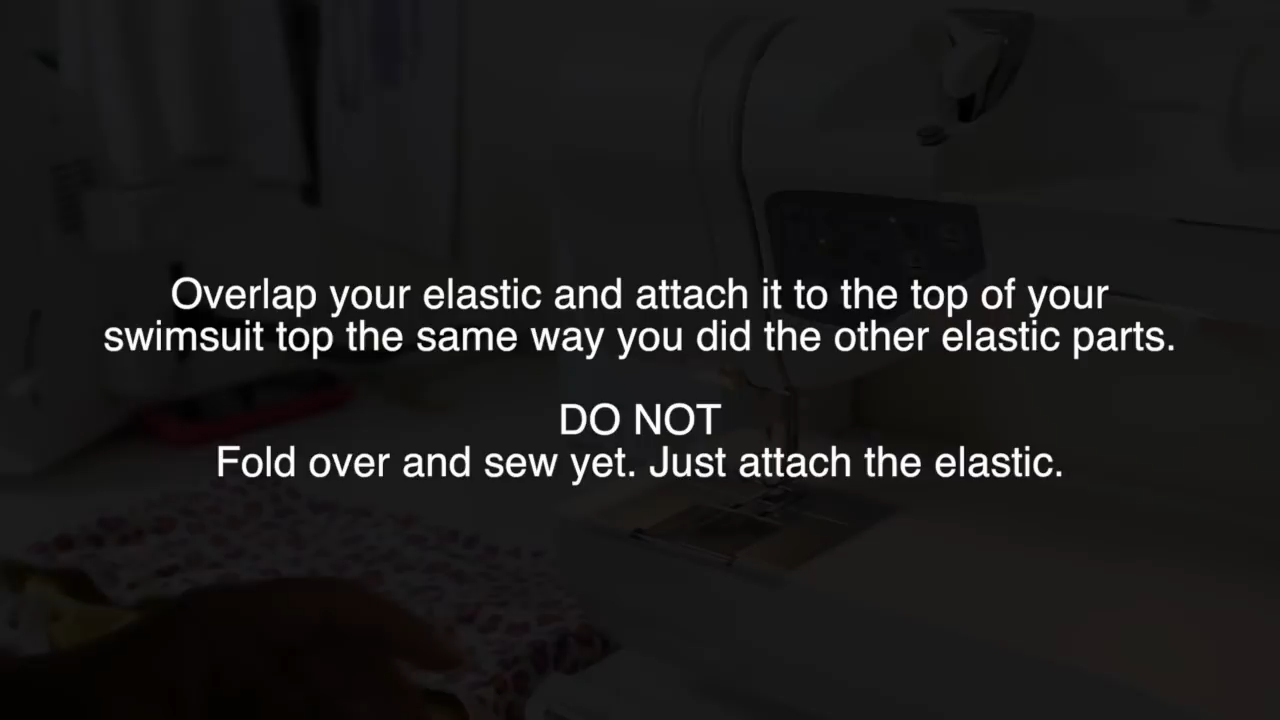 Overlap your elastic and attach it to the top of your
swimsuit top the same way you did the other elastic parts.
DO NOT
Fold over and sew yet. Just attach the elastic.